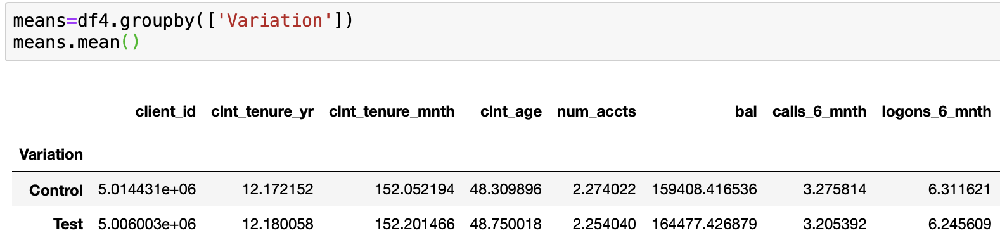 means=df4.groupby(['Variation'])
means.mean()
client_id clnt_tenure_yr clnt_tenure_mnth clnt_age num_accts bal calls_6_mnth logons_6_mnth
Variation
Control 5.014431e+06 12.172152 152.052194 48.309896 2.274022 159408.416536 3.275814 6.311621
Test 5.006003e+06 12.180058 152.201466 48.750018 2.254040 164477.426879 3.205392 6.245609